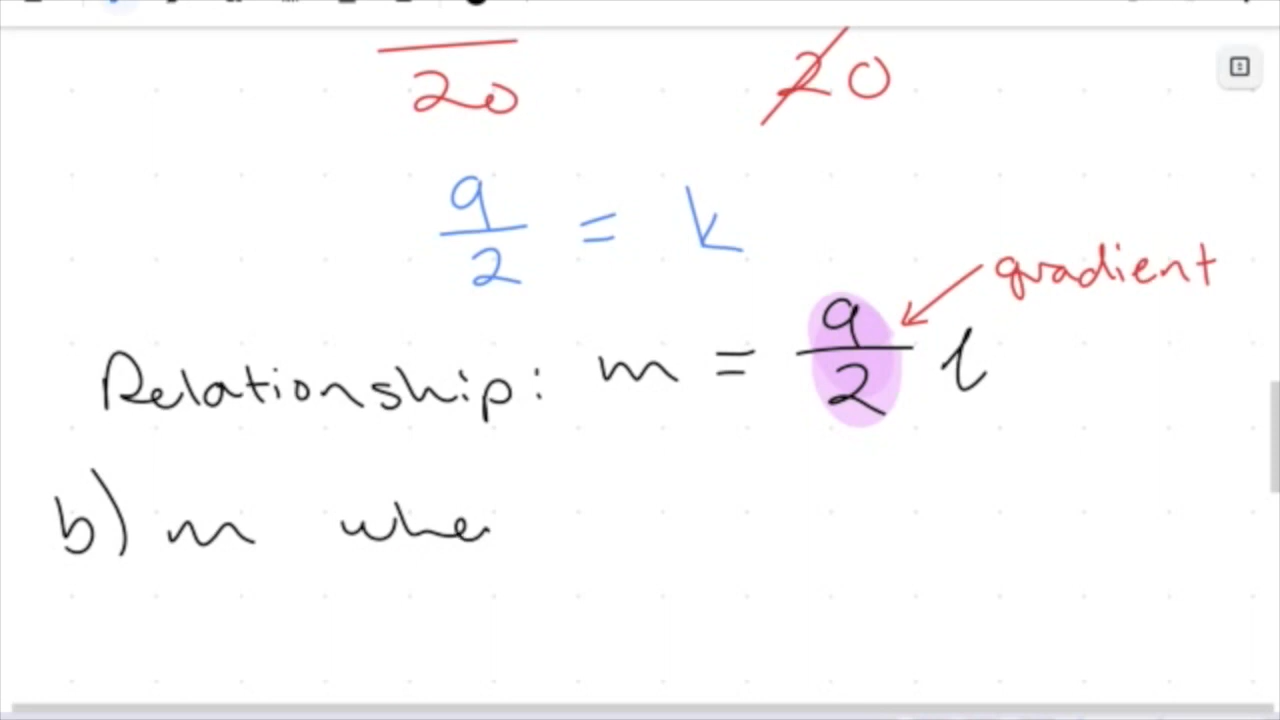 20 20
9/2 = k
gradient
Relationship: m = 9/2 l
b) m whe